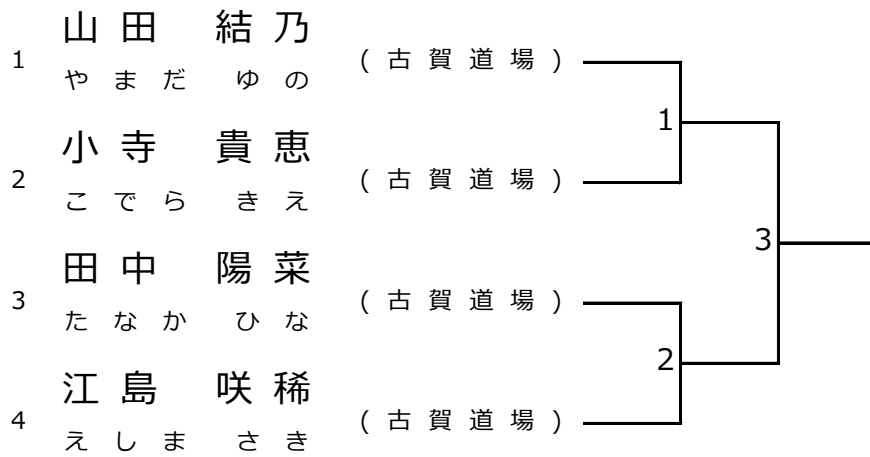 山田 結乃
1 やまだ ゆの (古賀道場)
小寺 貴恵
2 こでら きえ (古賀道場)
田中 陽菜
3 たなか ひな (古賀道場)
江島 咲稀
4 えしま さき (古賀道場)
1
3
2